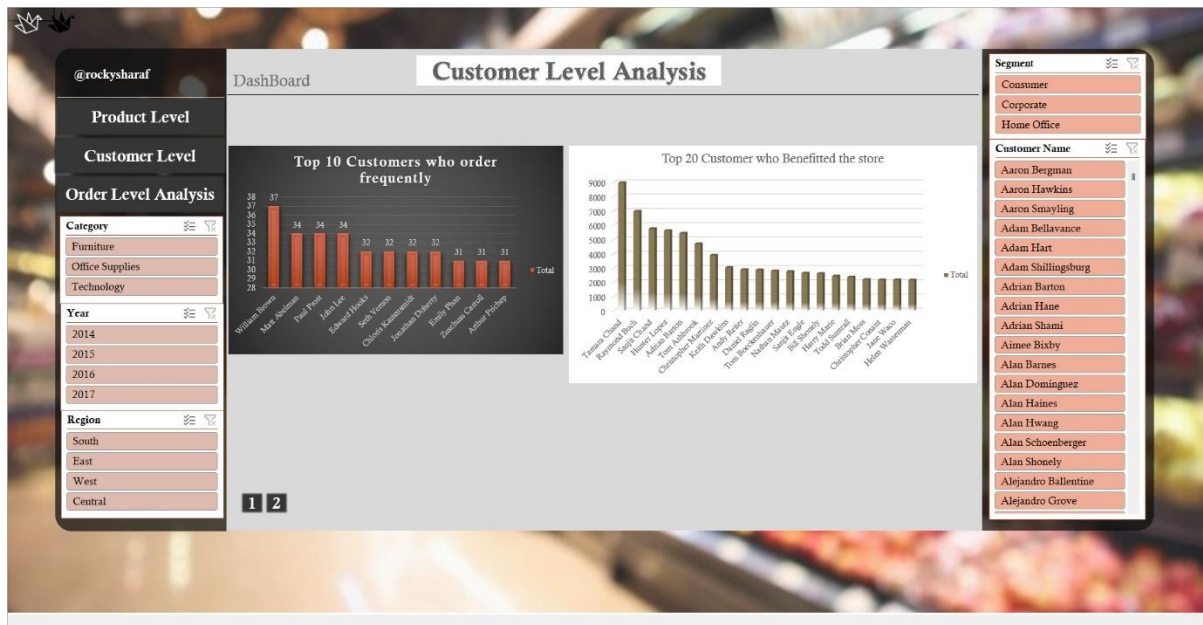 @rockysharaf
Product Level
Customer Level
Order Level Analysis
Category
Furniture
Office Supplies
Technology
Year
2014
2015
2016
2017
Region
South
East
West
Central
DashBoard
Customer Level Analysis
Top 10 Customers who order
frequently
38
37
36
35
34
33
32
31
30
29
28
37
34
34
34
32
32
32
32
31
31
31
William Brown
Matt Abelman
Paul Prost
John Lee
Edward Hooks
Seth Vernon
Chloris Kastensmidt
Jonathan Doherty
Emily Phan
Zuschuss Carroll
Arthur Prichep
Total
Top 20 Customer who Benefitted the store
9000
8000
7000
6000
5000
4000
3000
2000
1000
0
Tamara Chand
Raymond Buch
Sanjit Chand
Hunter Lopez
Adrian Barton
Tom Ashbrook
Christopher Martinez
Keith Dawkins
Andy Reiter
Daniel Raglin
Tom Boeckenhauer
Nathan Mautz
Sanjit Engle
Bill Shonely
Harry Marie
Todd Sumrall
Brian Moss
Christopher Conant
Jane Waco
Helen Wasserman
Total
1 2
Segment
Consumer
Corporate
Home Office
Customer Name
Aaron Bergman
Aaron Hawkins
Aaron Smayling
Adam Bellavance
Adam Hart
Adam Shillingsburg
Adrian Barton
Adrian Hane
Adrian Shami
Aimee Bixby
Alan Barnes
Alan Dominguez
Alan Haines
Alan Hwang
Alan Schoenberger
Alan Shonely
Alejandro Ballentine
Alejandro Grove